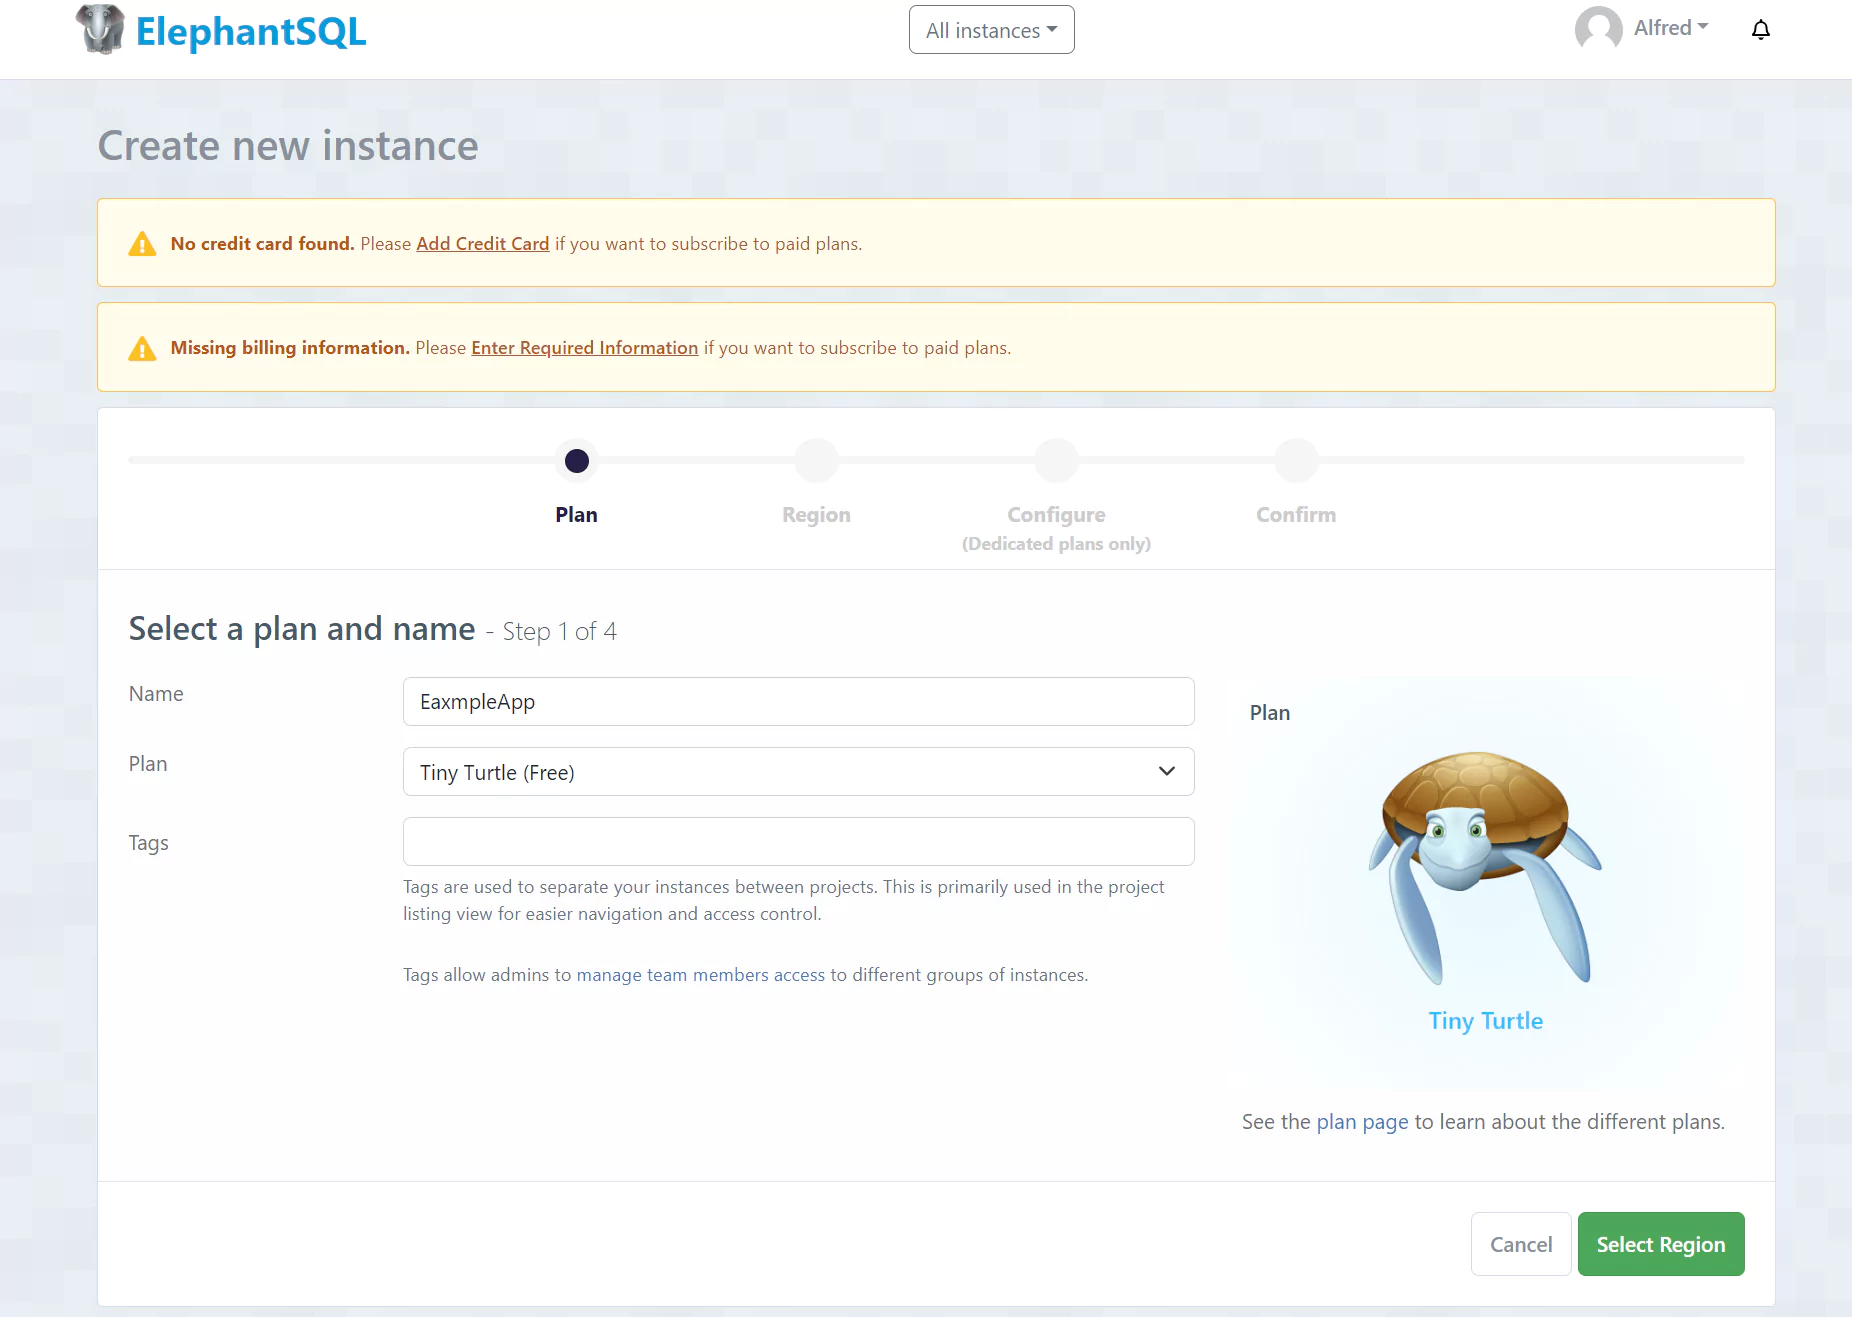 ElephantSQL
All instances
Alfred
Create new instance
No credit card found. Please Add Credit Card if you want to subscribe to paid plans.
Missing billing information. Please Enter Required Information if you want to subscribe to paid plans.
Plan
Region
Configure
(Dedicated plans only)
Confirm
Select a plan and name - Step 1 of 4
Name
EaxmpleApp
Plan
Tiny Turtle (Free)
Tags
Tags are used to separate your instances between projects. This is primarily used in the project
listing view for easier navigation and access control.
Tags allow admins to manage team members access to different groups of instances.
Plan
Tiny Turtle
See the plan page to learn about the different plans.
Cancel
Select Region